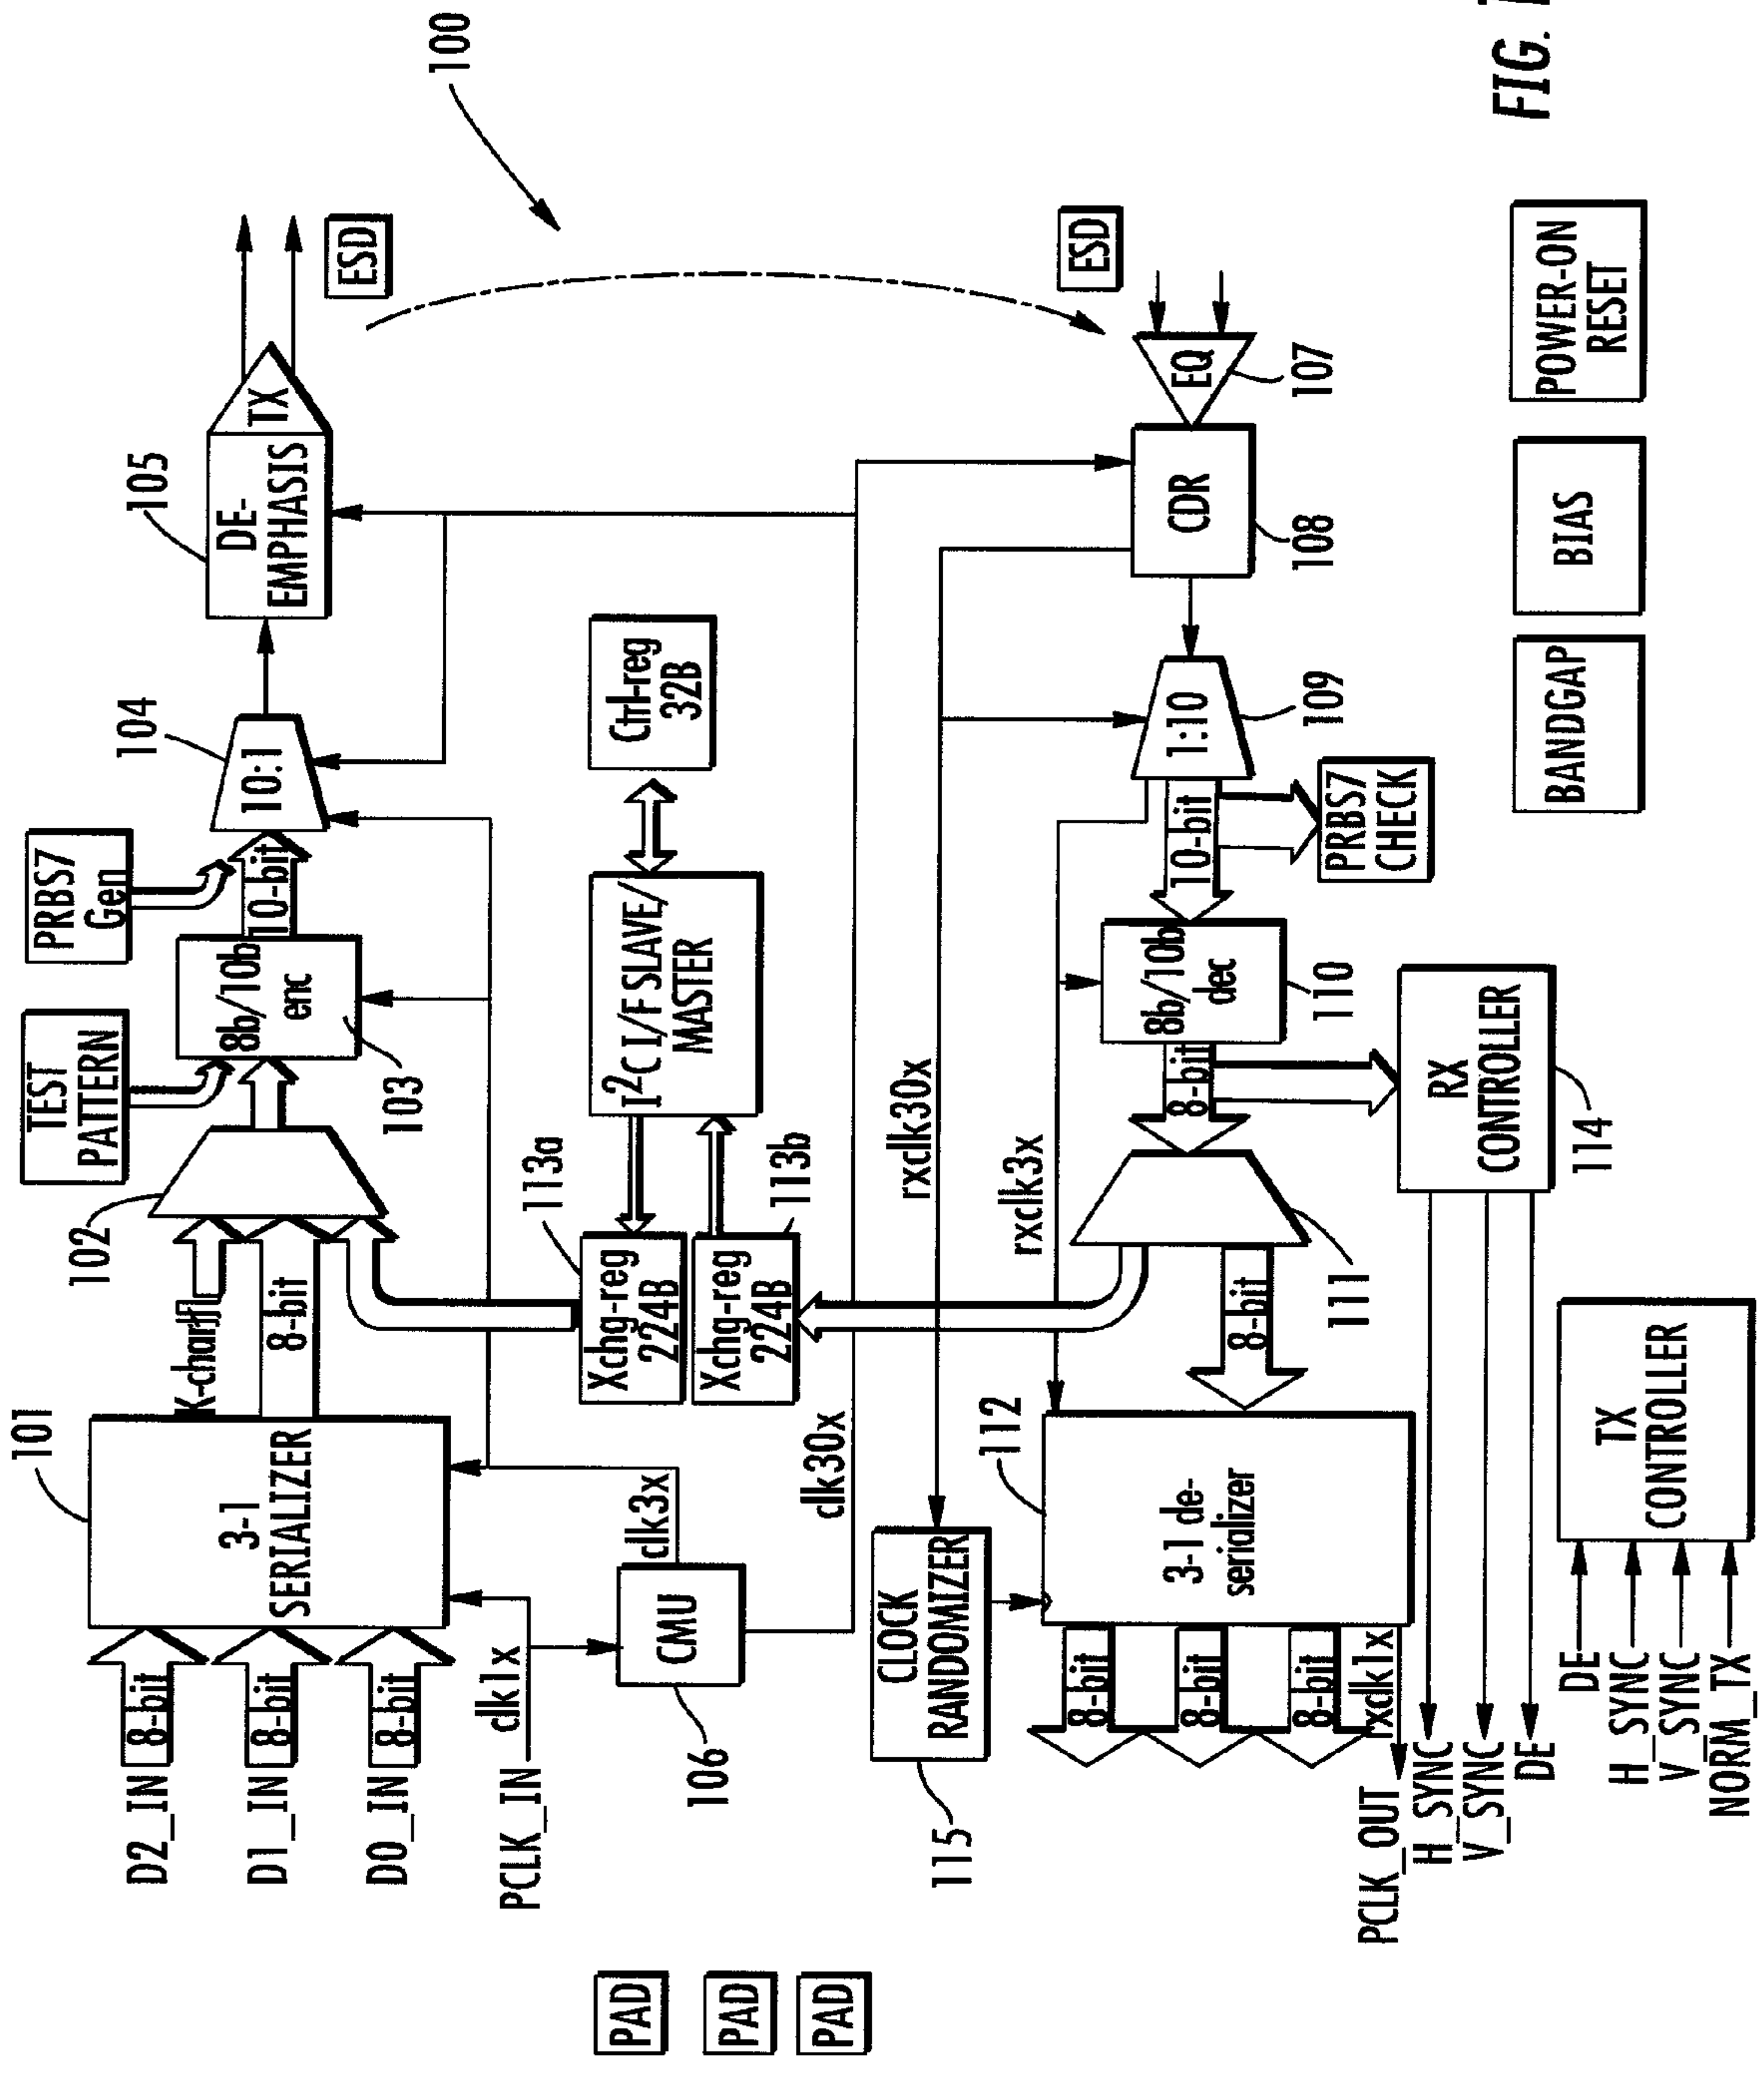 100
FIG. 1
105
DE-
EMPHASIS
TX
ESD
104
10:1
PRBS7
Gen
10-bit
TEST
PATTERN
8b/10b
enc
103
102
K-char
8-bit
101
3-1
SERIALIZER
D2_IN
8-bit
D1_IN
8-bit
D0_IN
8-bit
PCLK_IN
clk1x
clk3x
CMU
106
clk30x
Ctrl-reg
32B
I2C I/F SLAVE/
MASTER
113a
Xchg-reg
224B
113b
Xchg-reg
224B
ESD
EQ
107
CDR
108
1:10
109
10-bit
PRBS7
CHECK
8b/10b
dec
110
8-bit
RX
CONTROLLER
114
rxclk30x
rxclk3x
111
8-bit
112
3-1 de-
serializer
CLOCK
RANDOMIZER
115
8-bit
8-bit
8-bit
rxclk1x
PCLK_OUT
H_SYNC
V_SYNC
DE
TX
CONTROLLER
DE
H_SYNC
V_SYNC
NORM_TX
POWER-ON
RESET
BIAS
BANDGAP
PAD
PAD
PAD